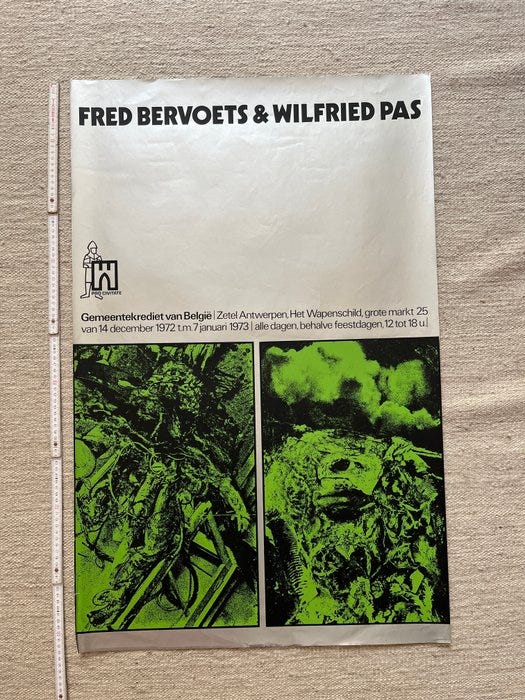 FRED BERVOETS & WILFRIED PAS
PRO CIVITATE
Gemeentekrediet van België | Zetel Antwerpen, Het Wapenschild, grote markt 25
van 14 december 1972 t.m. 7 januari 1973 | alle dagen, behalve feestdagen, 12 tot 18 u.|